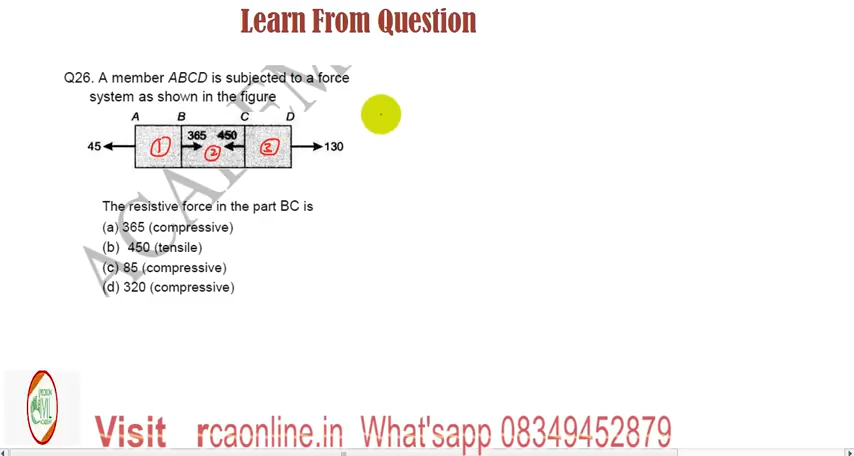 Learn From Question
Q26. A member ABCD is subjected to a force
system as shown in the figure
A B C D
45 365 450 130
1 2 3
The resistive force in the part BC is
(a) 365 (compressive)
(b) 450 (tensile)
(c) 85 (compressive)
(d) 320 (compressive)
ACADEM
Visit rcaonline.in What'sapp 08349452879